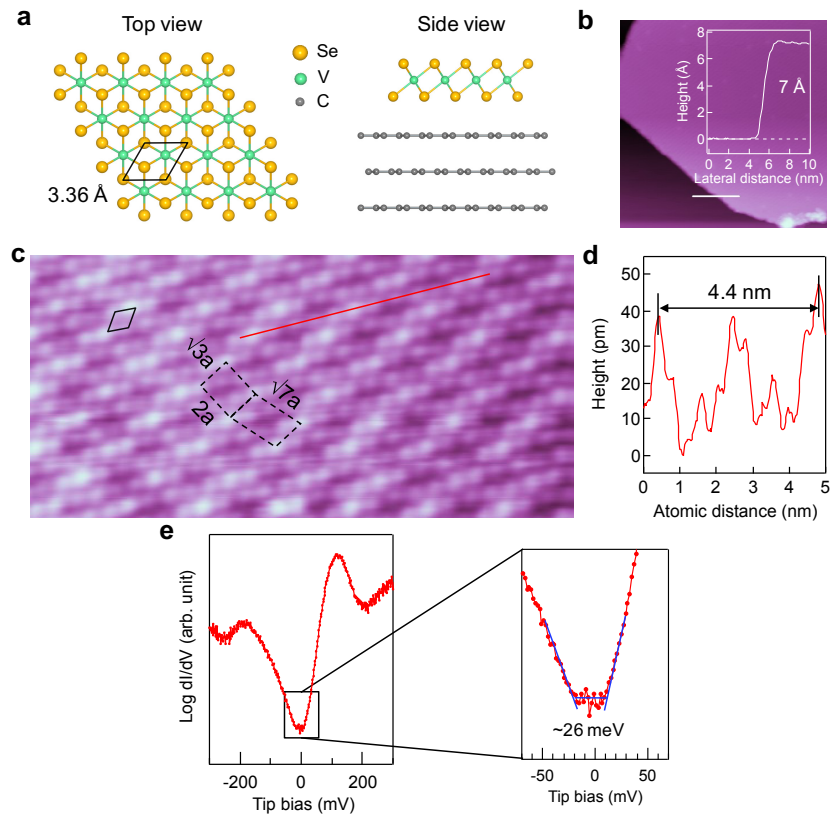 a
Top view
Se
V
C
Side view
3.36 Å
b
Height (Å)
8
4
0
7 Å
0 2 4 6 8 10
Lateral distance (nm)
c
√3a
2a
√7a
d
Height (pm)
50
40
30
20
10
0
4.4 nm
0 1 2 3 4 5
Atomic distance (nm)
e
Log dI/dV (arb. unit)
-200 0 200
Tip bias (mV)
~26 meV
-50 0 50
Tip bias (mV)